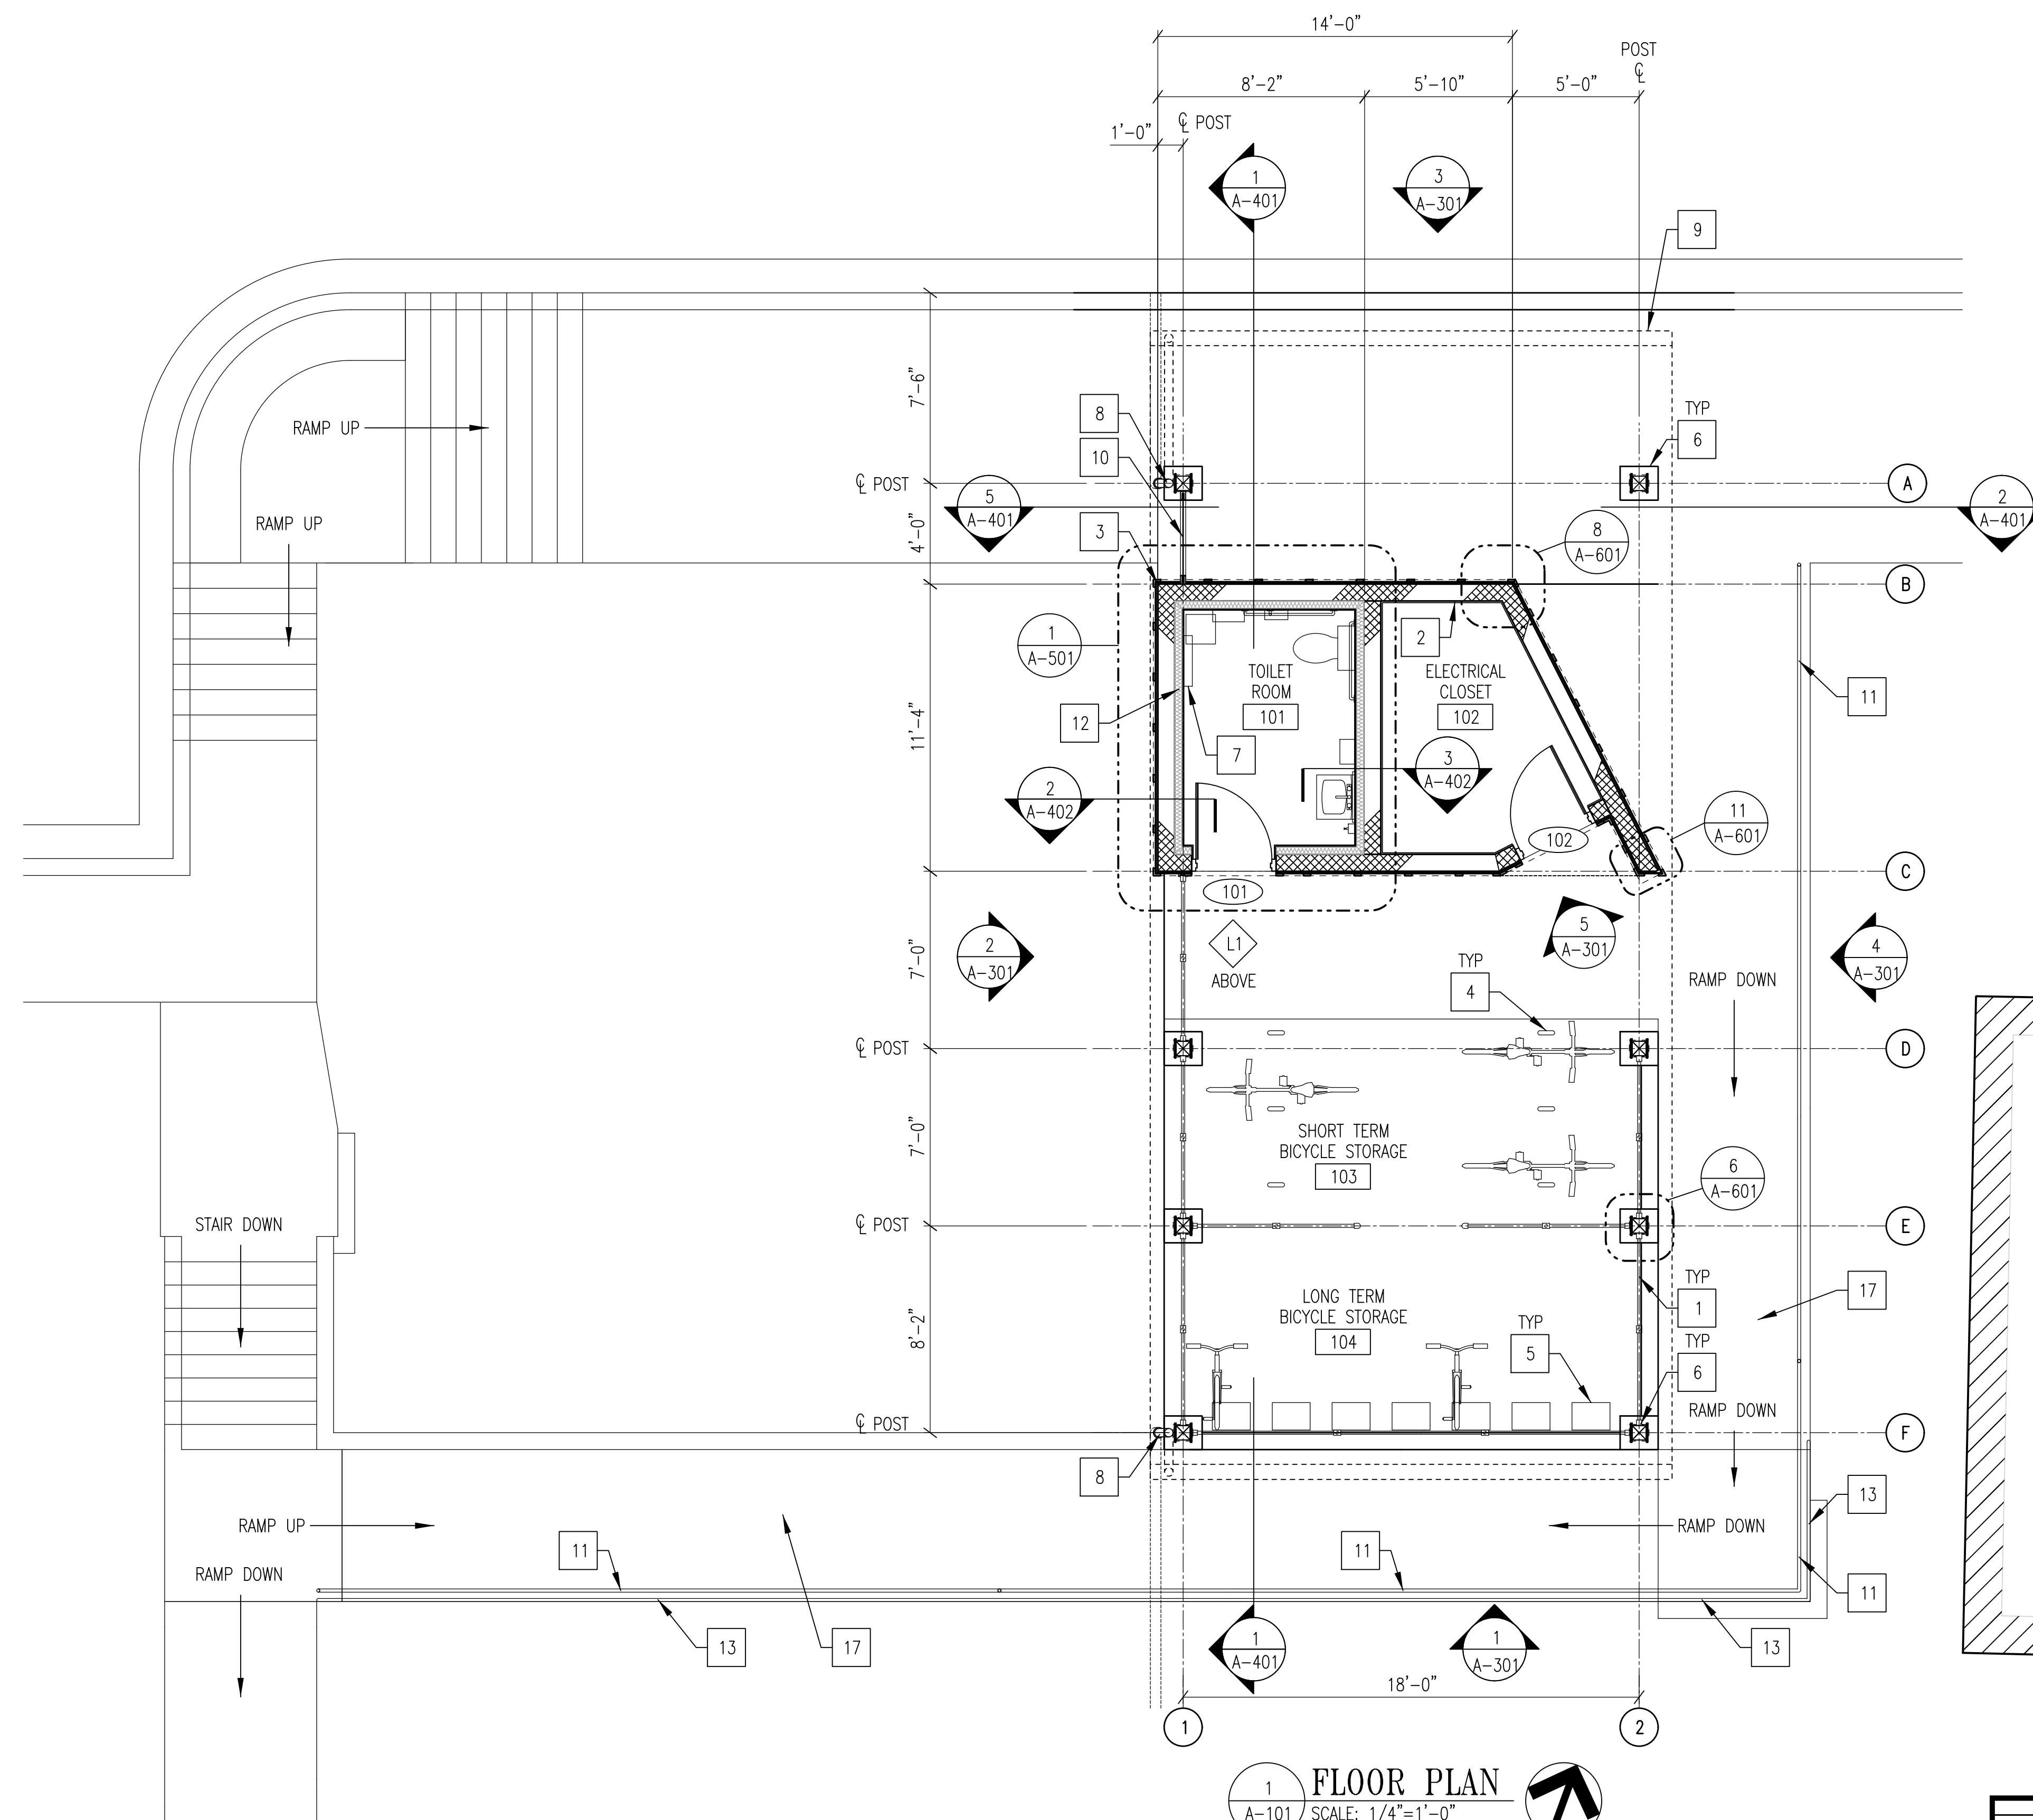 14'-0"
POST
℄
8'-2"
5'-10"
5'-0"
1'-0"
℄ POST
1
A-401
3
A-301
9
7'-6"
RAMP UP
8
TYP
6
10
℄ POST
A
5
A-401
2
A-401
RAMP UP
3
8
A-601
4'-0"
B
1
A-501
2
TOILET
ROOM
101
ELECTRICAL
CLOSET
102
11
12
7
11'-4"
3
A-402
2
A-402
11
A-601
102
C
101
5
A-301
2
A-301
L1
ABOVE
4
A-301
7'-0"
TYP
4
RAMP DOWN
℄ POST
D
7'-0"
SHORT TERM
BICYCLE STORAGE
103
6
A-601
STAIR DOWN
℄ POST
E
TYP
1
17
LONG TERM
BICYCLE STORAGE
104
8'-2"
TYP
5
TYP
6
RAMP DOWN
℄ POST
F
8
13
RAMP UP
RAMP DOWN
11
11
RAMP DOWN
11
13
17
1
A-401
1
A-301
13
18'-0"
1
2
1
A-101
FLOOR PLAN
SCALE: 1/4"=1'-0"